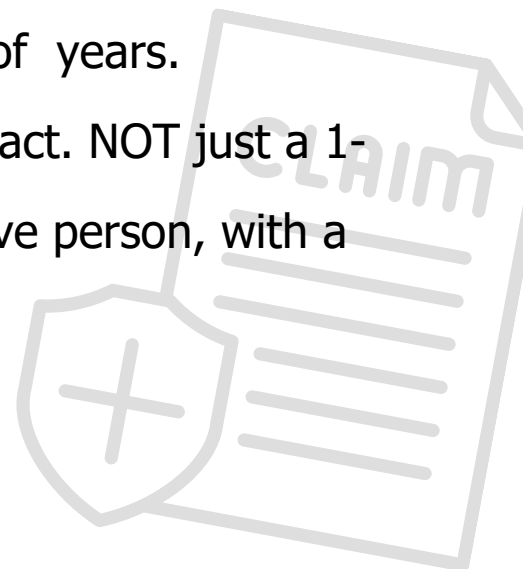 of years.
act. NOT just a 1-
CLAIM
ve person, with a